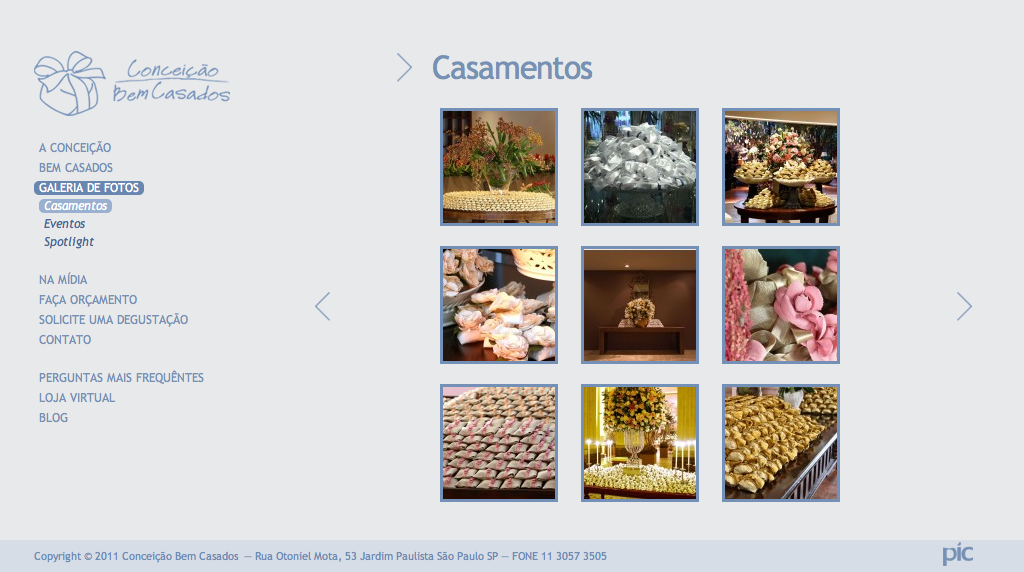 Conceição
Bem Casados
Casamentos
A CONCEIÇÃO
BEM CASADOS
GALERIA DE FOTOS
Casamentos
Eventos
Spotlight
NA MÍDIA
FAÇA ORÇAMENTO
SOLICITE UMA DEGUSTAÇÃO
CONTATO
PERGUNTAS MAIS FREQUÊNTES
LOJA VIRTUAL
BLOG
Copyright © 2011 Conceição Bem Casados — Rua Otoniel Mota, 53 Jardim Paulista São Paulo SP — FONE 11 3057 3505
pic